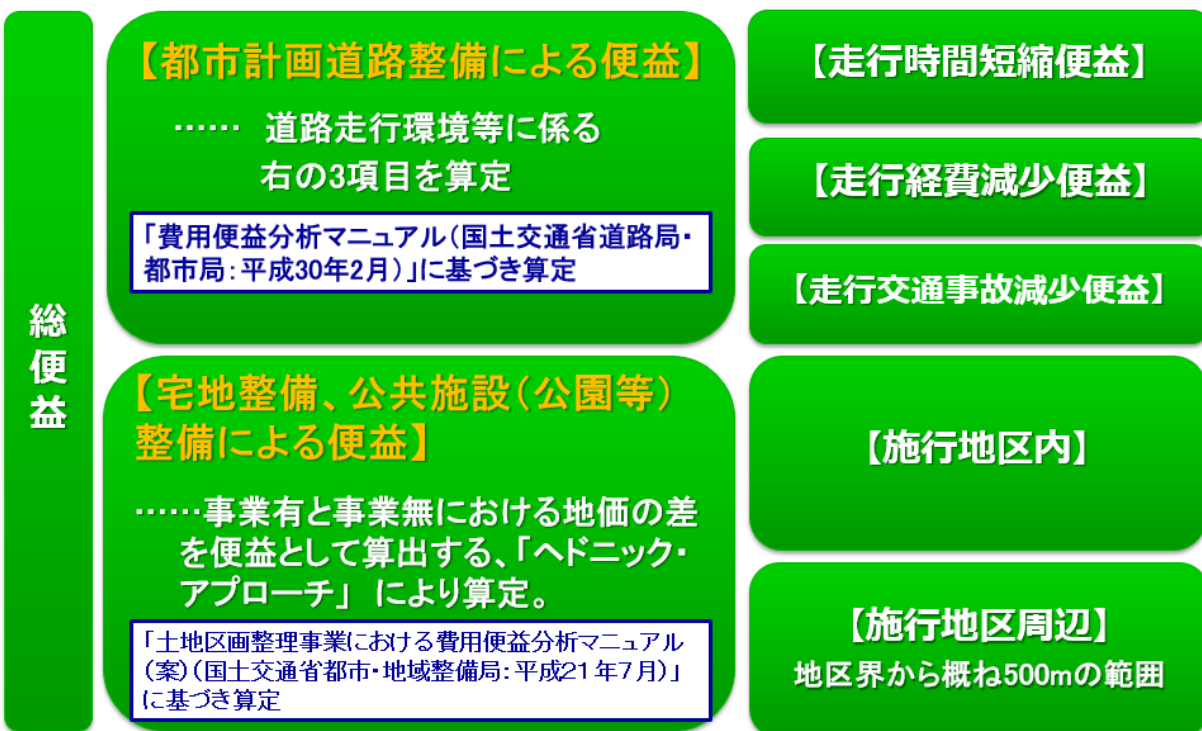 総便益
【都市計画道路整備による便益】
…… 道路走行環境等に係る
右の3項目を算定
「費用便益分析マニュアル(国土交通省道路局・
都市局:平成30年2月)」に基づき算定
【走行時間短縮便益】
【走行経費減少便益】
【走行交通事故減少便益】
【宅地整備、公共施設(公園等)
整備による便益】
……事業有と事業無における地価の差
を便益として算出する、「ヘドニック・
アプローチ」 により算定。
「土地区画整理事業における費用便益分析マニュアル
(案)(国土交通省都市・地域整備局:平成21年7月)」
に基づき算定
【施行地区内】
【施行地区周辺】
地区界から概ね500mの範囲